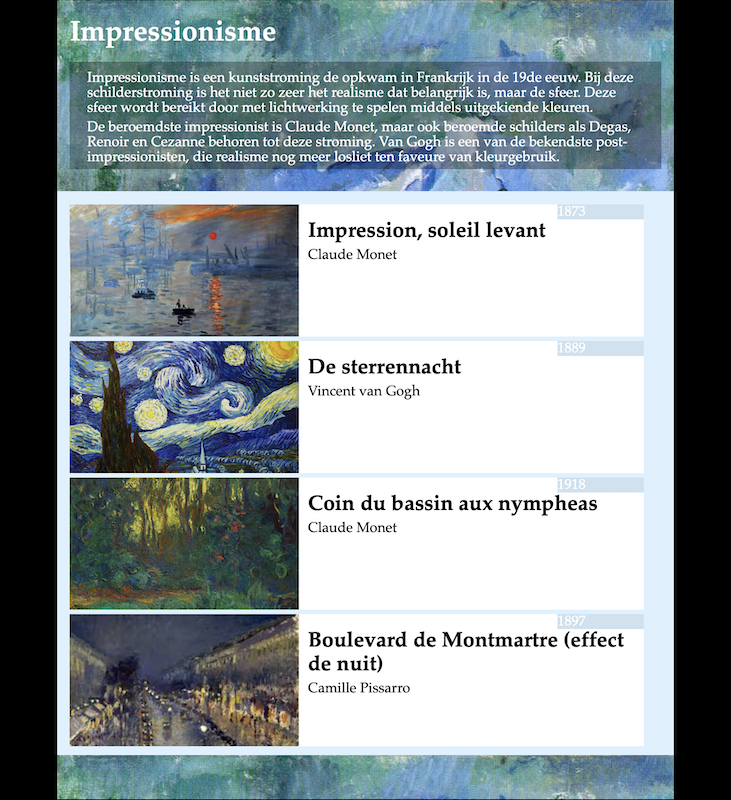 Impressionisme
Impressionisme is een kunststroming de opkwam in Frankrijk in de 19de eeuw. Bij deze
schilderstroming is het niet zo zeer het realisme dat belangrijk is, maar de sfeer. Deze
sfeer wordt bereikt door met lichtwerking te spelen middels uitgekiende kleuren.
De beroemdste impressionist is Claude Monet, maar ook beroemde schilders als Degas,
Renoir en Cezanne behoren tot deze stroming. Van Gogh is een van de bekendste post-
impressionisten, die realisme nog meer losliet ten faveure van kleurgebruik.
1873
Impression, soleil levant
Claude Monet
1889
De sterrennacht
Vincent van Gogh
1918
Coin du bassin aux nympheas
Claude Monet
1897
Boulevard de Montmartre (effect
de nuit)
Camille Pissarro